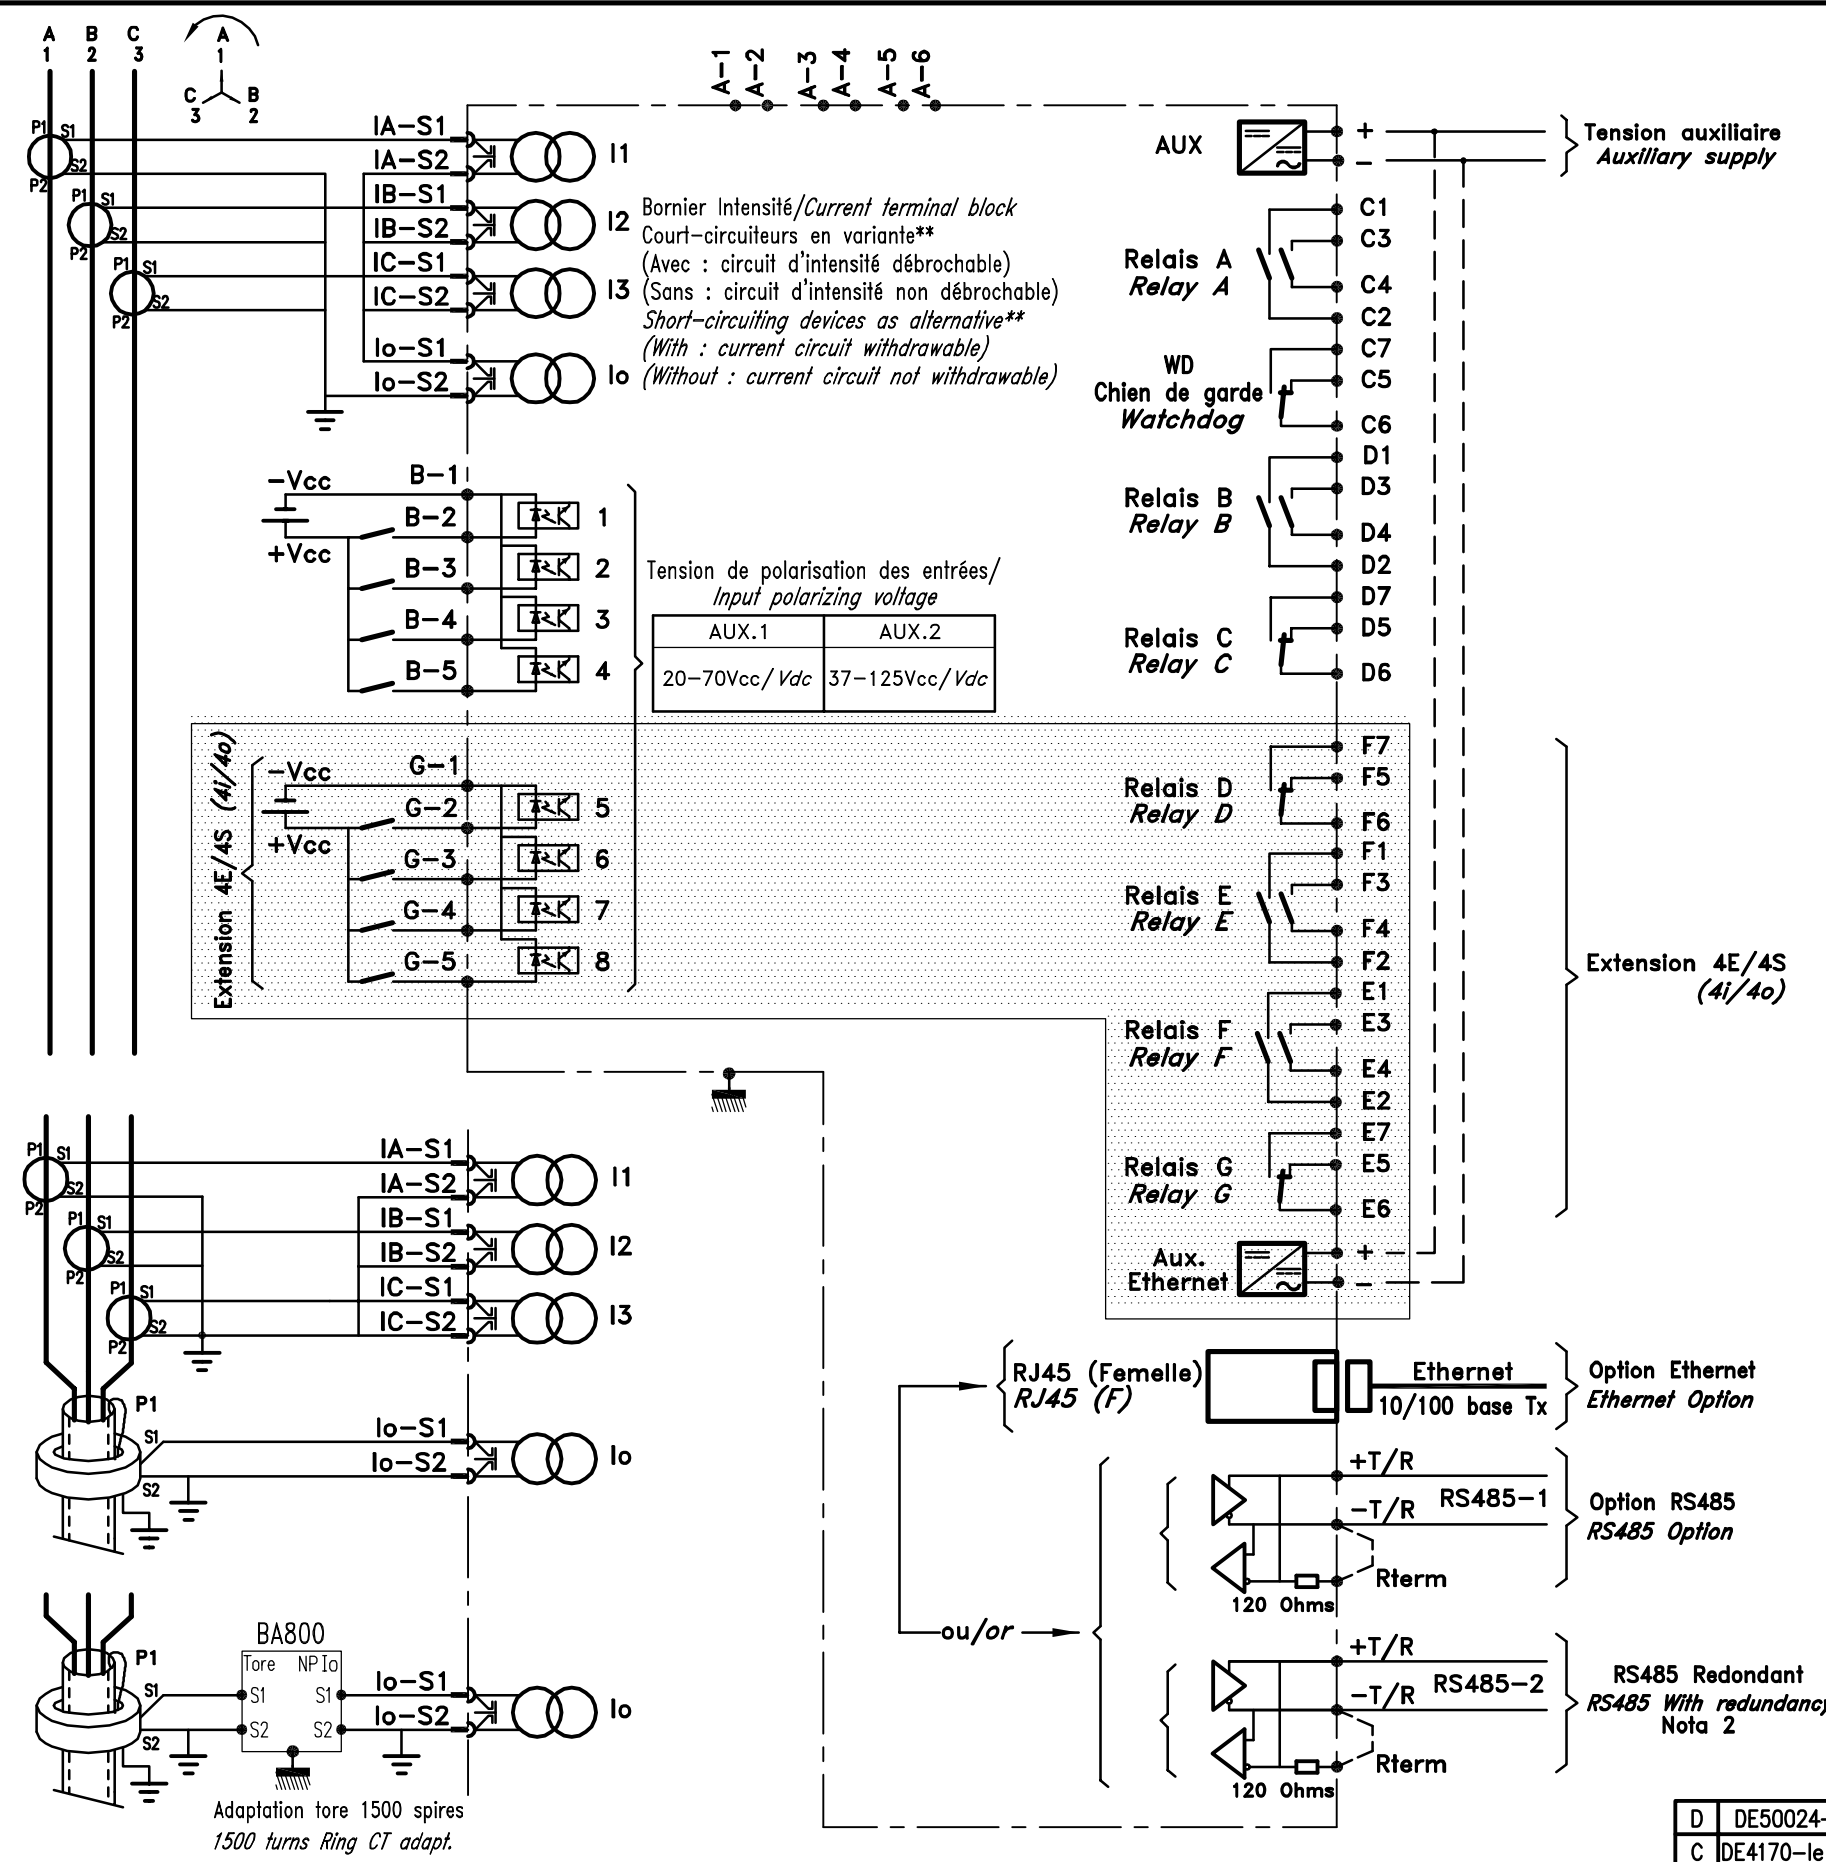 A B C
1 2 3
A
1
C B
3 2
A-1 A-2 A-3 A-4 A-5 A-6
P1 S1
S2
P2
P1 S1
S2
P2
P1 S1
S2
P2
IA-S1
IA-S2
I1
IB-S1
IB-S2
I2
IC-S1
IC-S2
I3
Io-S1
Io-S2
Io
Bornier Intensité/Current terminal block
Court-circuiteurs en variante**
(Avec : circuit d'intensité débrochable)
(Sans : circuit d'intensité non débrochable)
Short-circuiting devices as alternative**
(With : current circuit withdrawable)
(Without : current circuit not withdrawable)
AUX
+
-
Tension auxiliaire
Auxiliary supply
Relais A
Relay A
C1
C3
C4
C2
WD
Chien de garde
Watchdog
C7
C5
C6
Relais B
Relay B
D1
D3
D4
D2
Relais C
Relay C
D7
D5
D6
-Vcc
+Vcc
B-1
B-2 1
B-3 2
B-4 3
B-5 4
Tension de polarisation des entrées/
Input polarizing voltage
AUX.1 AUX.2
20-70Vcc/Vdc 37-125Vcc/Vdc
Extension 4E/4S (4i/4o)
-Vcc
+Vcc
G-1
G-2 5
G-3 6
G-4 7
G-5 8
Relais D
Relay D
F7
F5
F6
Relais E
Relay E
F1
F3
F4
F2
Relais F
Relay F
E1
E3
E4
E2
Relais G
Relay G
E7
E5
E6
Aux.
Ethernet
+
-
Extension 4E/4S
(4i/4o)
P1 S1
S2
P2
P1 S1
S2
P2
P1 S1
S2
P2
IA-S1
IA-S2
I1
IB-S1
IB-S2
I2
IC-S1
IC-S2
I3
P1
S1
S2
Io-S1
Io-S2
Io
RJ45 (Femelle)
RJ45 (F)
Ethernet
10/100 base Tx
Option Ethernet
Ethernet Option
+T/R
RS485-1
-T/R
Rterm
120 Ohms
Option RS485
RS485 Option
ou/or
+T/R
RS485-2
-T/R
Rterm
120 Ohms
RS485 Redondant
RS485 With redundancy
Nota 2
P1
S1
S2
BA800
Tore NP Io
S1 S1
S2 S2
Io-S1
Io-S2
Io
Adaptation tore 1500 spires
1500 turns Ring CT adapt.
D DE50024-
C DE4170-le